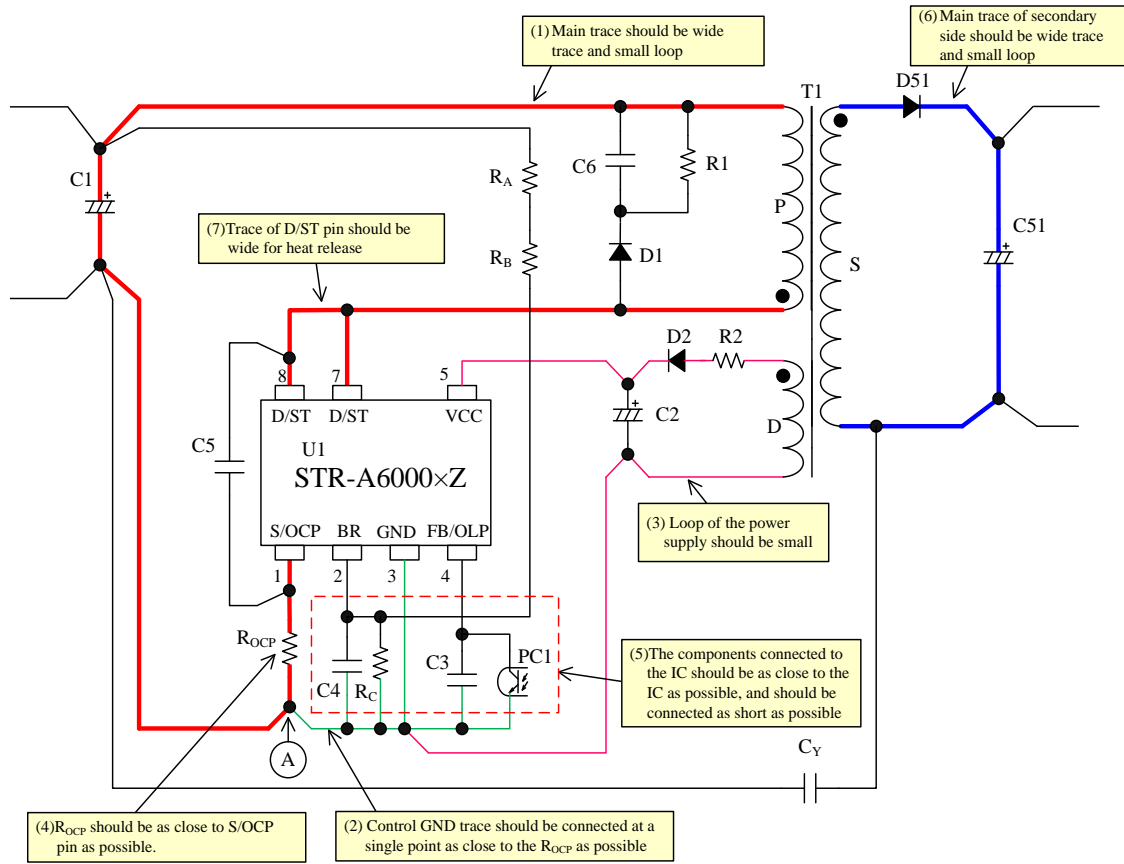 (1) Main trace should be wide
trace and small loop
(6) Main trace of secondary
side should be wide trace
and small loop
D51
T1
C1
+
C6
R1
RA
P
(7)Trace of D/ST pin should be
wide for heat release
RB
D1
S
C51
+
D2
R2
8
7
5
D/ST
D/ST
VCC
+
C2
D
U1
C5
STR-A6000×Z
S/OCP
BR
GND
FB/OLP
(3) Loop of the power
supply should be small
1
2
3
4
ROCP
C4
RC
C3
PC1
(5)The components connected to
the IC should be as close to the
IC as possible, and should be
connected as short as possible
A
CY
(4)ROCP should be as close to S/OCP
pin as possible.
(2) Control GND trace should be connected at a
single point as close to the ROCP as possible